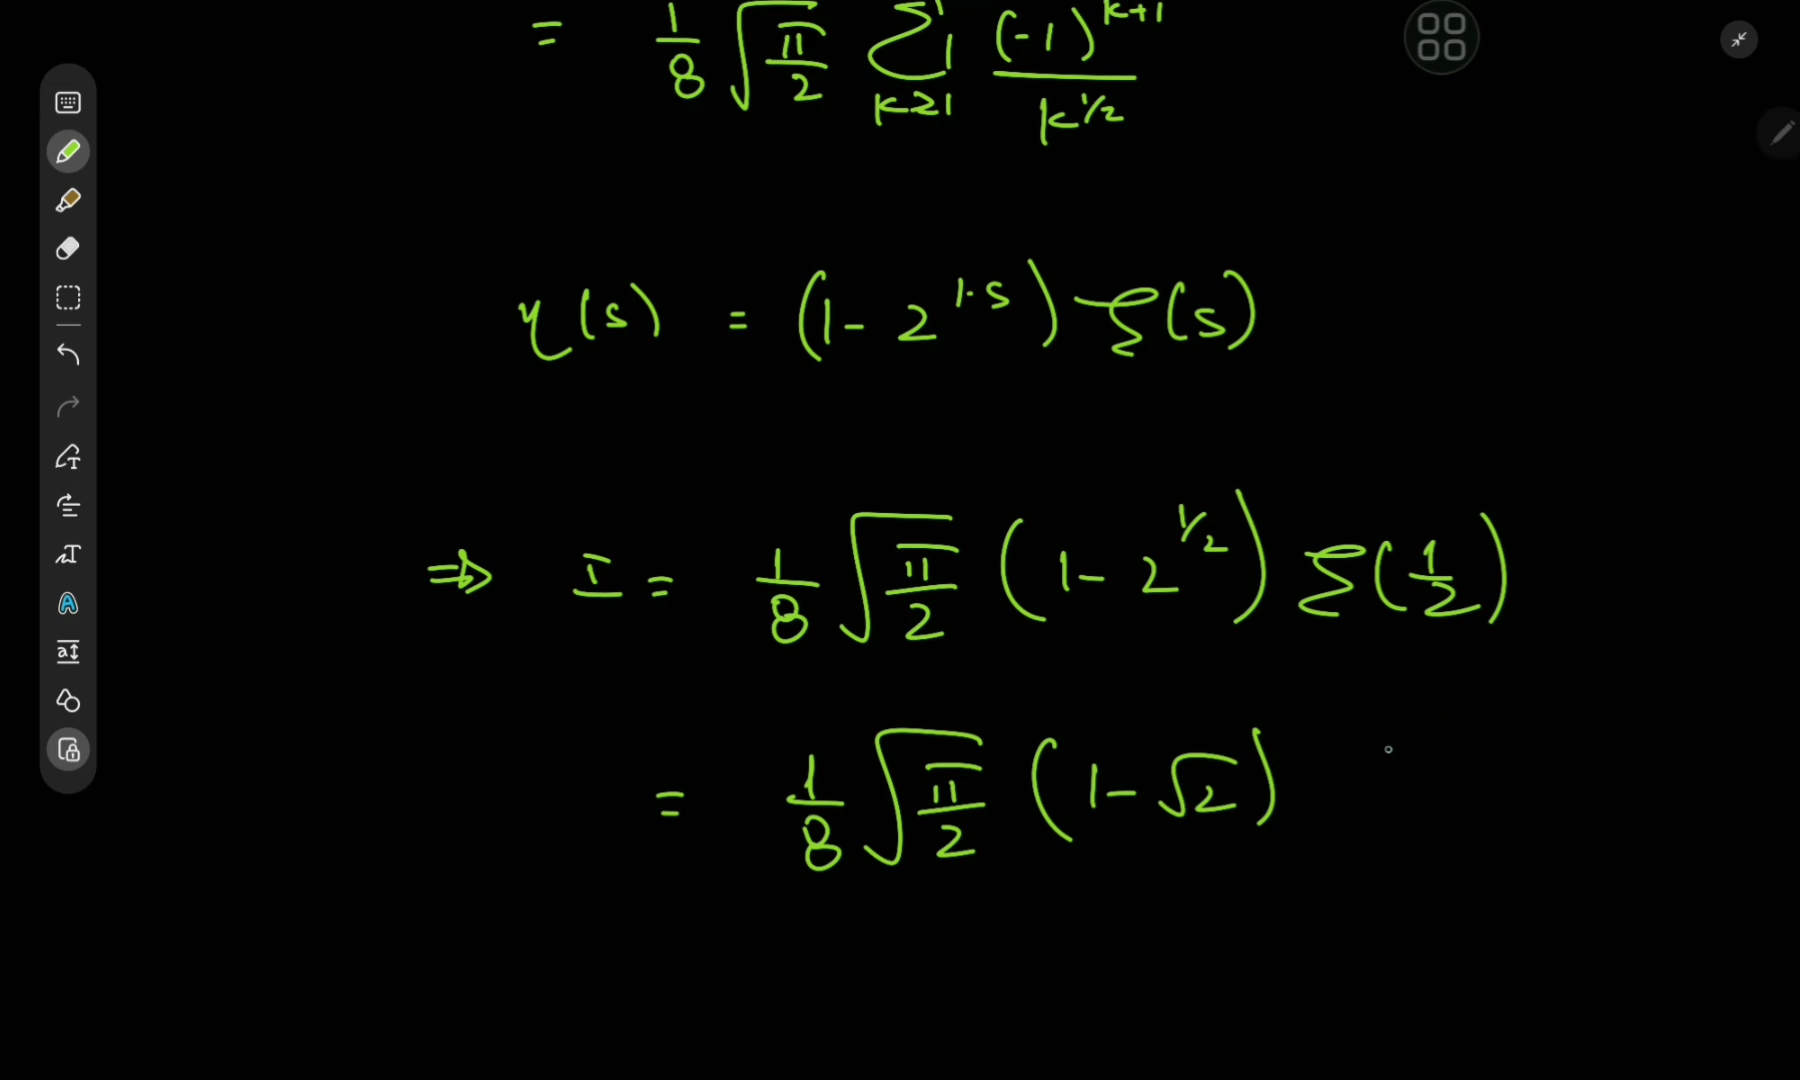 = 1/8 √(π/2) Σ k≥1 (-1)^(k+1) / k^(1/2)
η(s) = (1 - 2^(1-s)) ζ(s)
⇒ I = 1/8 √(π/2) (1 - 2^(1/2)) ζ(1/2)
= 1/8 √(π/2) (1 - √2)